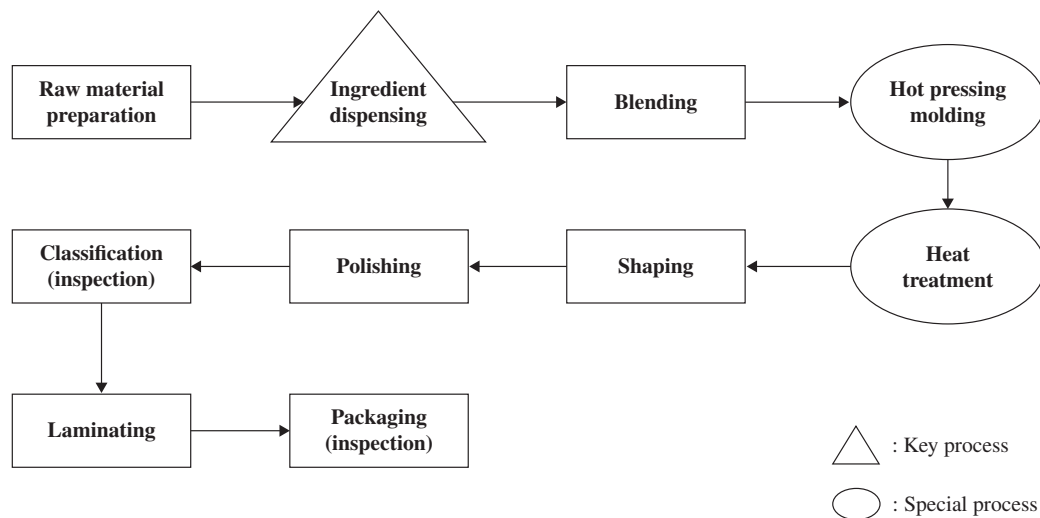 Raw material
preparation
Ingredient
dispensing
Blending
Hot pressing
molding
Classification
(inspection)
Polishing
Shaping
Heat
treatment
Laminating
Packaging
(inspection)
: Key process
: Special process